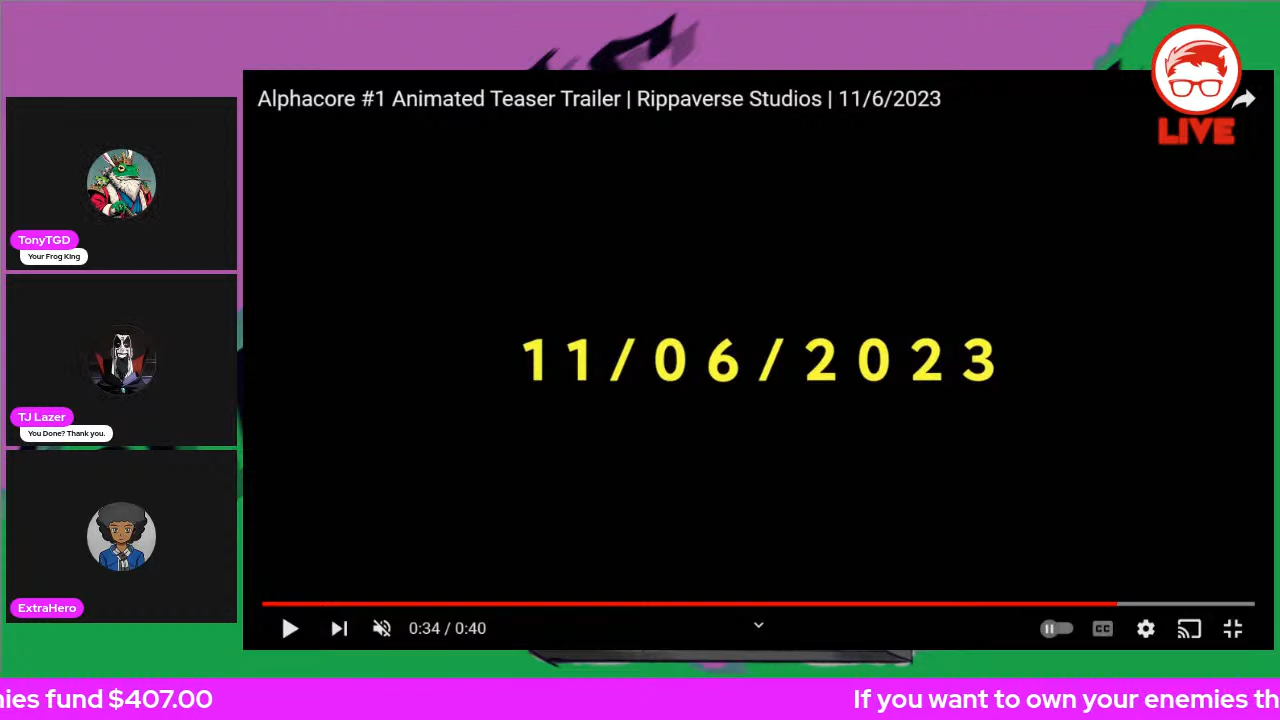 Alphacore #1 Animated Teaser Trailer | Rippaverse Studios | 11/6/2023
LIVE
TonyTGD
Your Frog King
11/06/2023
TJ Lazer
You Done? Thank you.
ExtraHero
0:34 / 0:40
CC
nies fund $407.00
If you want to own your enemies th